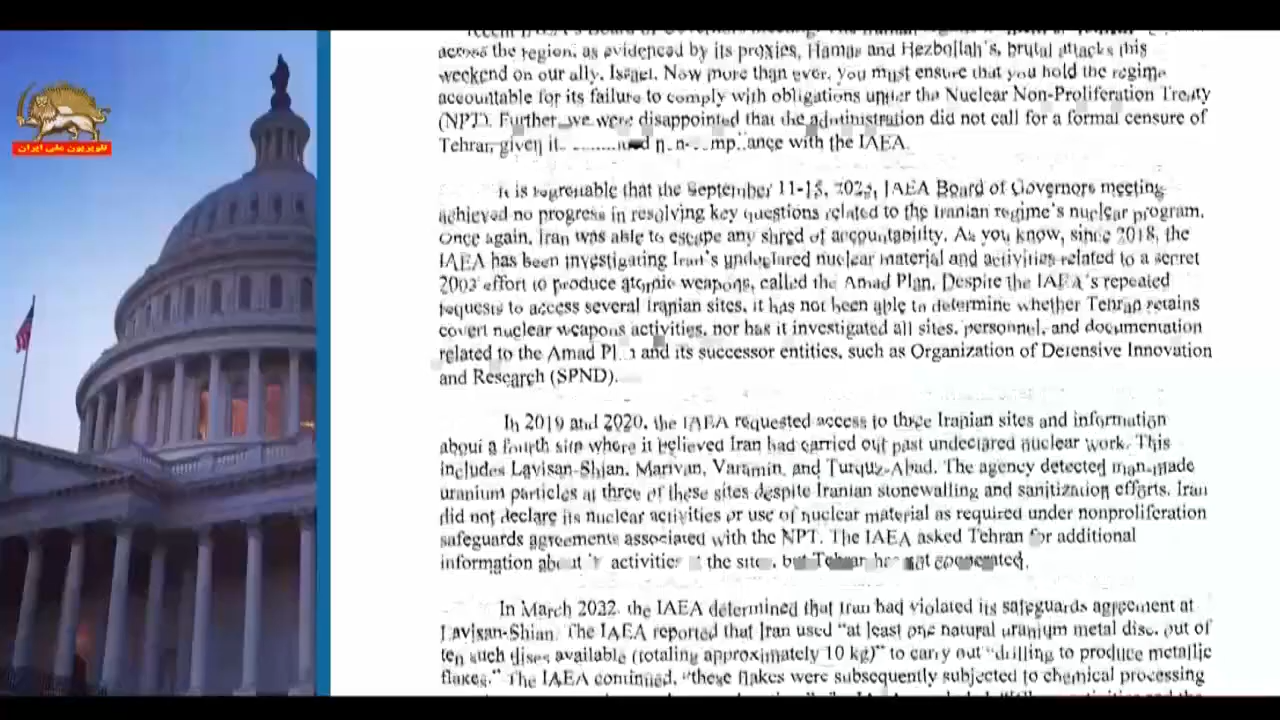 تلویزیون ملی ایران
across the region, as evidenced by its proxies, Hamas and Hezbollah's, brutal attacks this
weekend on our ally, Israel. Now more than ever, you must ensure that you hold the regime
accountable for its failure to comply with obligations under the Nuclear Non-Proliferation Treaty
(NPT). Further, we were disappointed that the administration did not call for a formal censure of
Tehran, given with the IAEA.
It is regrettable that the September 11-15, 2023, IAEA Board of Governors meeting
achieved no progress in resolving key questions related to the Iranian regime's nuclear program.
Once again, Iran was able to escape any shred of accountability. As you know, since 2018, the
IAEA has been investigating Iran's undeclared nuclear material and activities related to a secret
2003 effort to produce atomic weapons, called the Amad Plan. Despite the IAEA's repeated
requests to access several Iranian sites, it has not been able to determine whether Tehran retains
covert nuclear weapons activities, nor has it investigated all sites, personnel, and documentation
related to the Amad Plan and its successor entities, such as Organization of Defensive Innovation
and Research (SPND).
In 2019 and 2020, the IAEA requested access to three Iranian sites and information
about a fourth site where it believed Iran had carried out past undeclared nuclear work. This
includes Lavisan-Shian, Marivan, Varamin, and Turquz-Abad. The agency detected man-made
uranium particles at three of these sites despite Iranian stonewalling and sanitization efforts. Iran
did not declare its nuclear activities or use of nuclear material as required under nonproliferation
safeguards agreements associated with the NPT. The IAEA asked Tehran for additional
information about activities the sites, but Tehran has not cooperated.
In March 2022, the IAEA determined that Iran had violated its safeguards agreement at
Lavisan-Shian. The IAEA reported that Iran used "at least one natural uranium metal disc, out of
ten such discs available (totaling approximately 10 kg)" to carry out "drilling to produce metallic
flakes." The IAEA continued, "these flakes were subsequently subjected to chemical processing